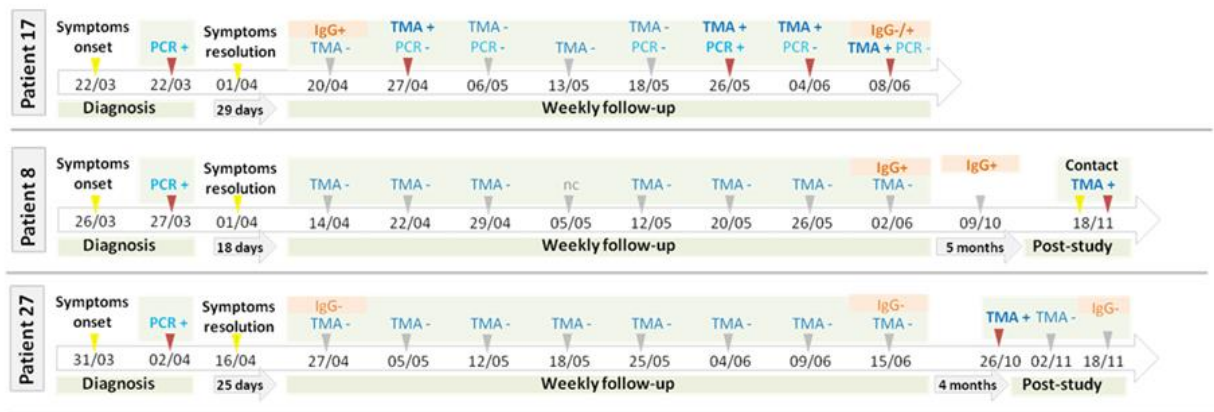 Patient 17
Symptoms onset
PCR +
Symptoms resolution
IgG+
TMA -
TMA +
PCR -
TMA -
PCR -
TMA -
TMA -
PCR -
TMA +
PCR +
TMA +
PCR -
IgG-/+
TMA + PCR -
22/03 22/03 01/04 20/04 27/04 06/05 13/05 18/05 26/05 04/06 08/06
Diagnosis 29 days Weekly follow-up
Patient 8
Symptoms onset
PCR +
Symptoms resolution
TMA - TMA - TMA - nc TMA - TMA - TMA -
IgG+
TMA -
IgG+
Contact
TMA +
26/03 27/03 01/04 14/04 22/04 29/04 05/05 12/05 20/05 26/05 02/06 09/10 18/11
Diagnosis 18 days Weekly follow-up 5 months Post-study
Patient 27
Symptoms onset
PCR +
Symptoms resolution
IgG-
TMA - TMA - TMA - TMA - TMA - TMA - TMA -
IgG-
TMA -
TMA + TMA -
IgG-
31/03 02/04 16/04 27/04 05/05 12/05 18/05 25/05 04/06 09/06 15/06 26/10 02/11 18/11
Diagnosis 25 days Weekly follow-up 4 months Post-study